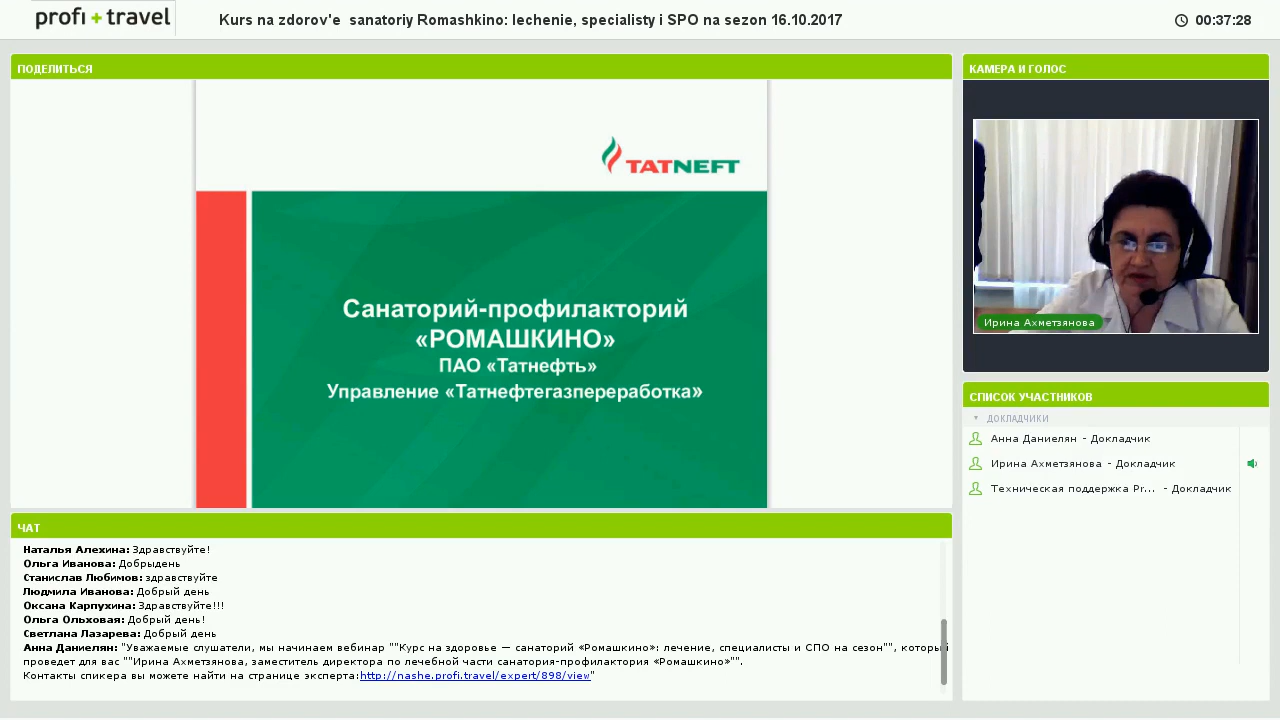 profi + travel
Kurs na zdorov'e sanatoriy Romashkino: lechenie, specialisty i SPO na sezon 16.10.2017
00:37:28
ПОДЕЛИТЬСЯ
TATNEFT
Санаторий-профилакторий
«РОМАШКИНО»
ПАО «Татнефть»
Управление «Татнефтегазпереработка»
ЧАТ
Наталья Алехина: Здравствуйте!
Ольга Иванова: Добрыдень
Станислав Любимов: здравствуйте
Людмила Иванова: Добрый день
Оксана Карпухина: Здравствуйте!!!
Ольга Ольховая: Добрый день!
Светлана Лазарева: Добрый день
Анна Даниелян: "Уважаемые слушатели, мы начинаем вебинар ""Курс на здоровье — санаторий «Ромашкино»: лечение, специалисты и СПО на сезон"", который
проведет для вас ""Ирина Ахметзянова, заместитель директора по лечебной части санатория-профилактория «Ромашкино»"".
Контакты спикера вы можете найти на странице эксперта:http://nashe.profi.travel/expert/898/view"
КАМЕРА И ГОЛОС
Ирина Ахметзянова
СПИСОК УЧАСТНИКОВ
ДОКЛАДЧИКИ
Анна Даниелян - Докладчик
Ирина Ахметзянова - Докладчик
Техническая поддержка Pr... - Докладчик